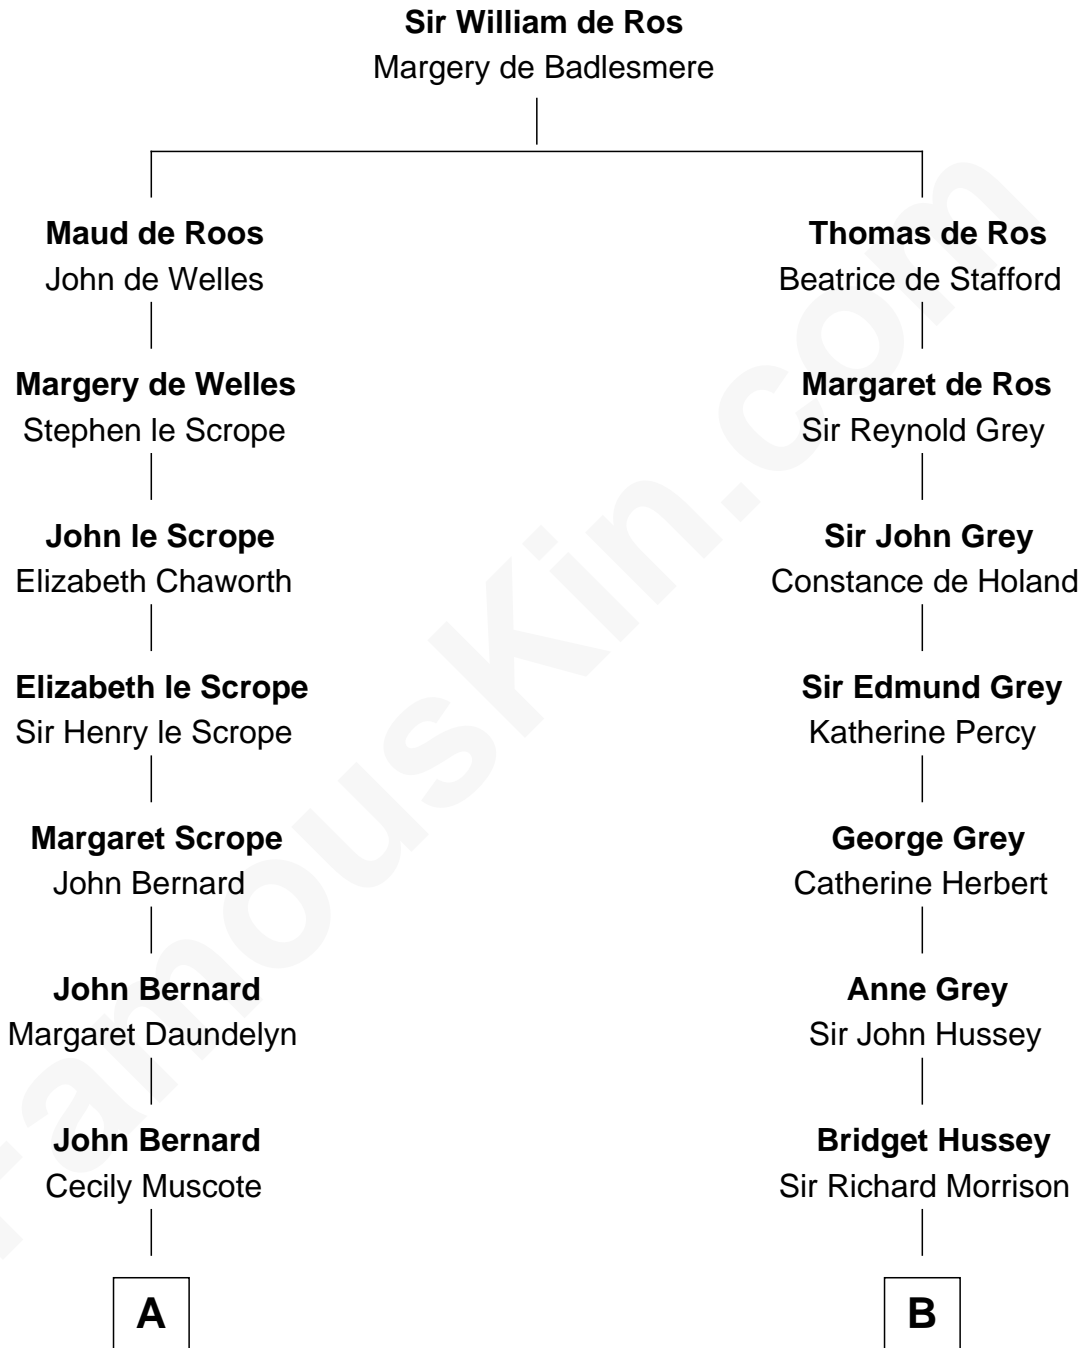 Sir William de Ros
Margery de Badlesmere
Maud de Roos
John de Welles
Thomas de Ros
Beatrice de Stafford
Margery de Welles
Stephen le Scrope
Margaret de Ros
Sir Reynold Grey
John le Scrope
Elizabeth Chaworth
Sir John Grey
Constance de Holand
Elizabeth le Scrope
Sir Henry le Scrope
Sir Edmund Grey
Katherine Percy
Margaret Scrope
John Bernard
George Grey
Catherine Herbert
John Bernard
Margaret Daundelyn
Anne Grey
Sir John Hussey
John Bernard
Cecily Muscote
Bridget Hussey
Sir Richard Morrison
A
B
FamousKin.com